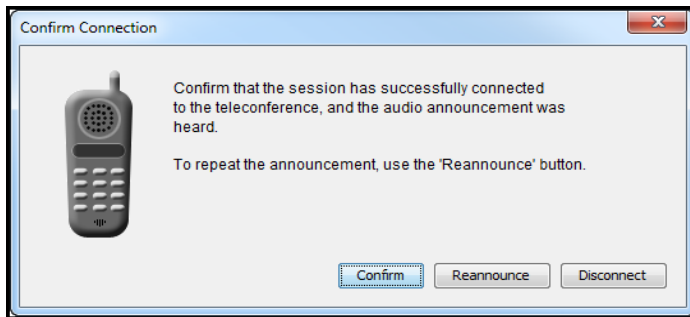 Confirm Connection
Confirm that the session has successfully connected
to the teleconference, and the audio announcement was
heard.
To repeat the announcement, use the 'Reannounce' button.
Confirm Reannounce Disconnect